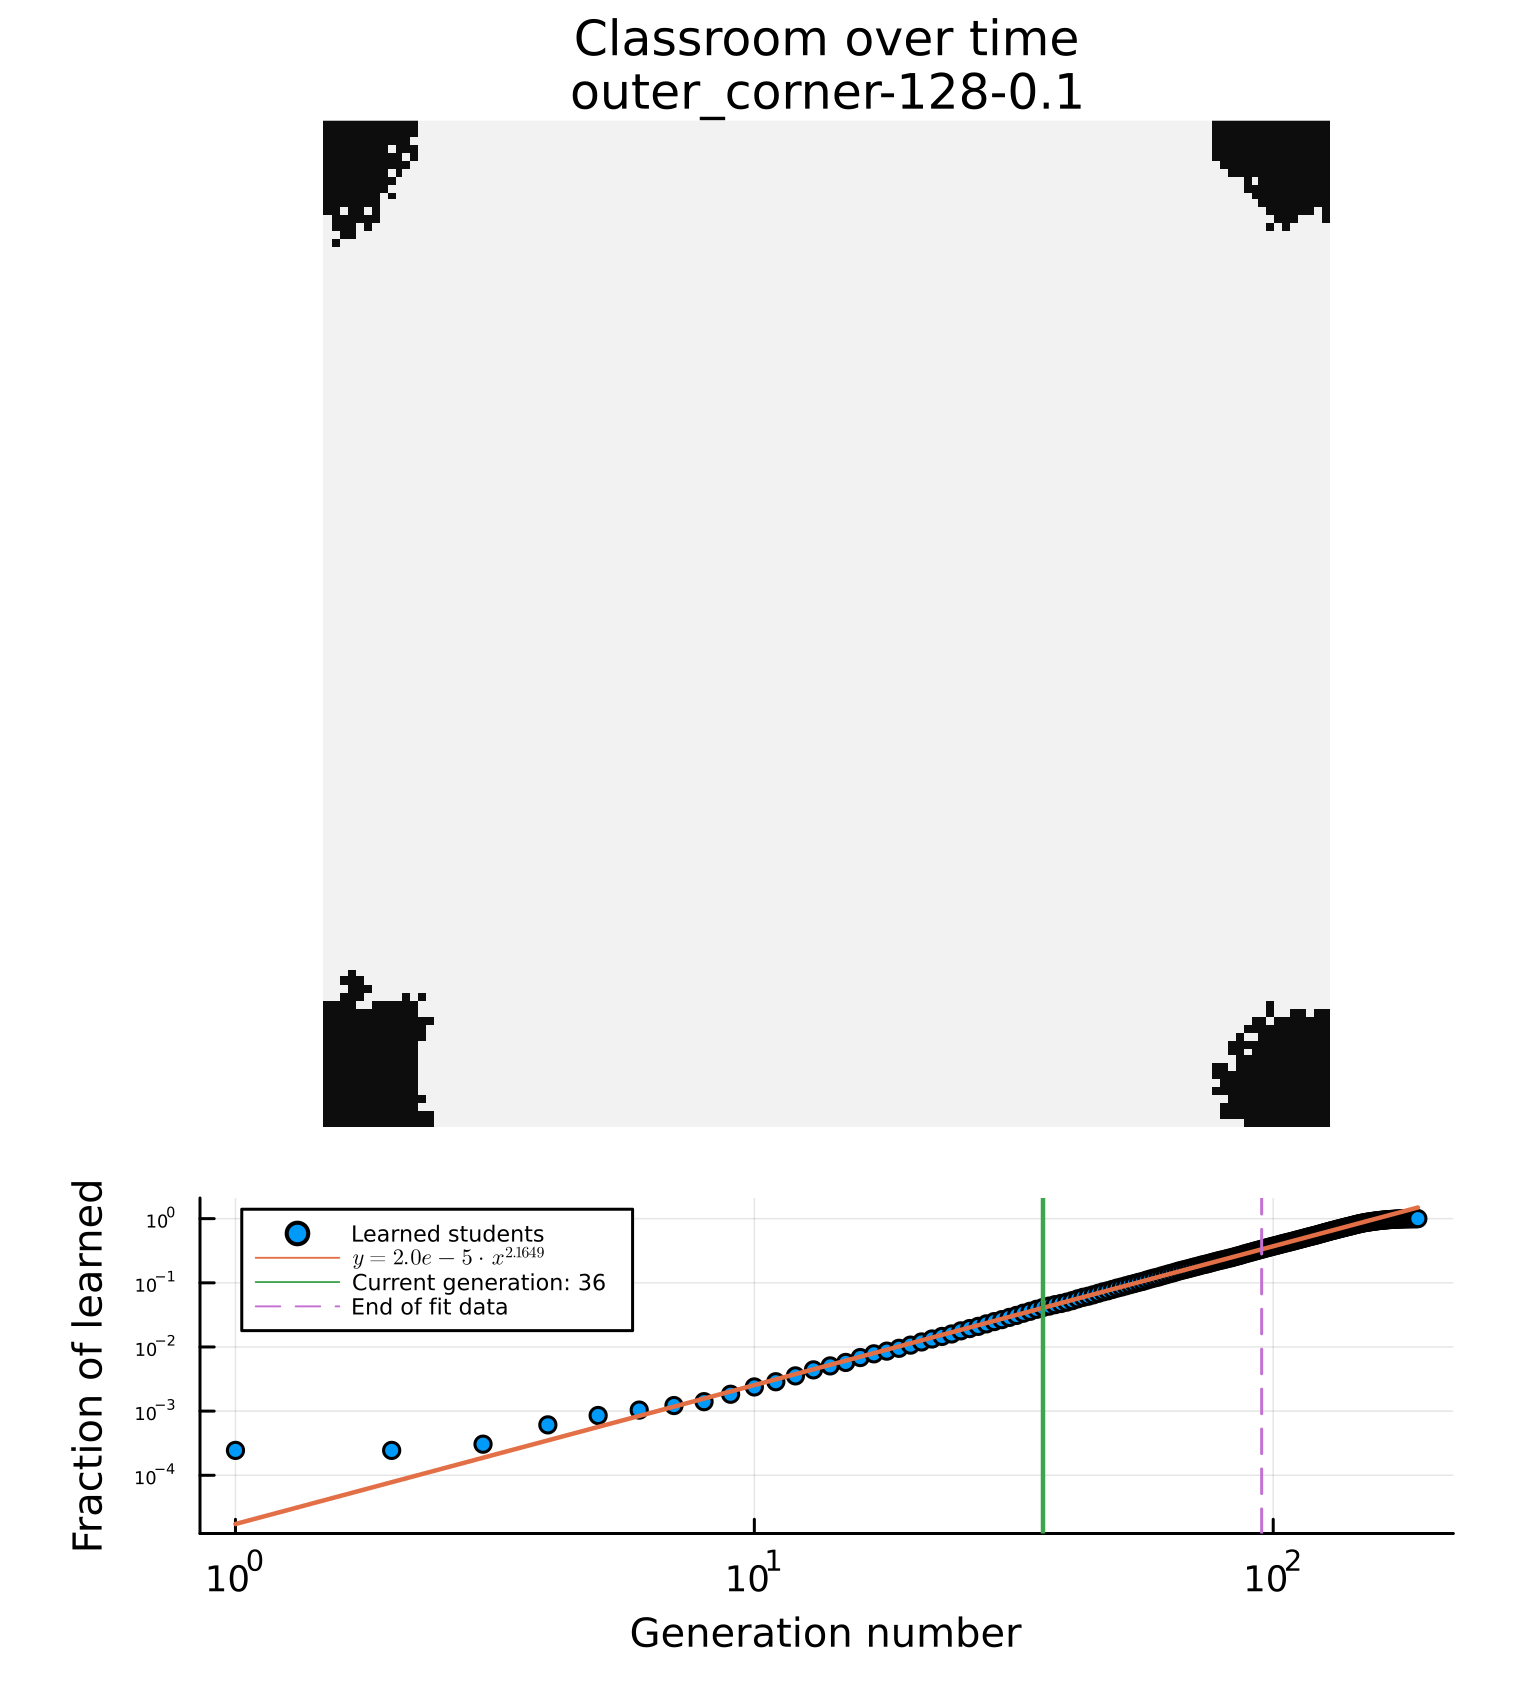 Classroom over time
outer_corner-128-0.1
Fraction of learned
10^0
10^-1
10^-2
10^-3
10^-4
Learned students
y = 2.0e − 5 · x^2.1649
Current generation: 36
End of fit data
10^0 10^1 10^2
Generation number